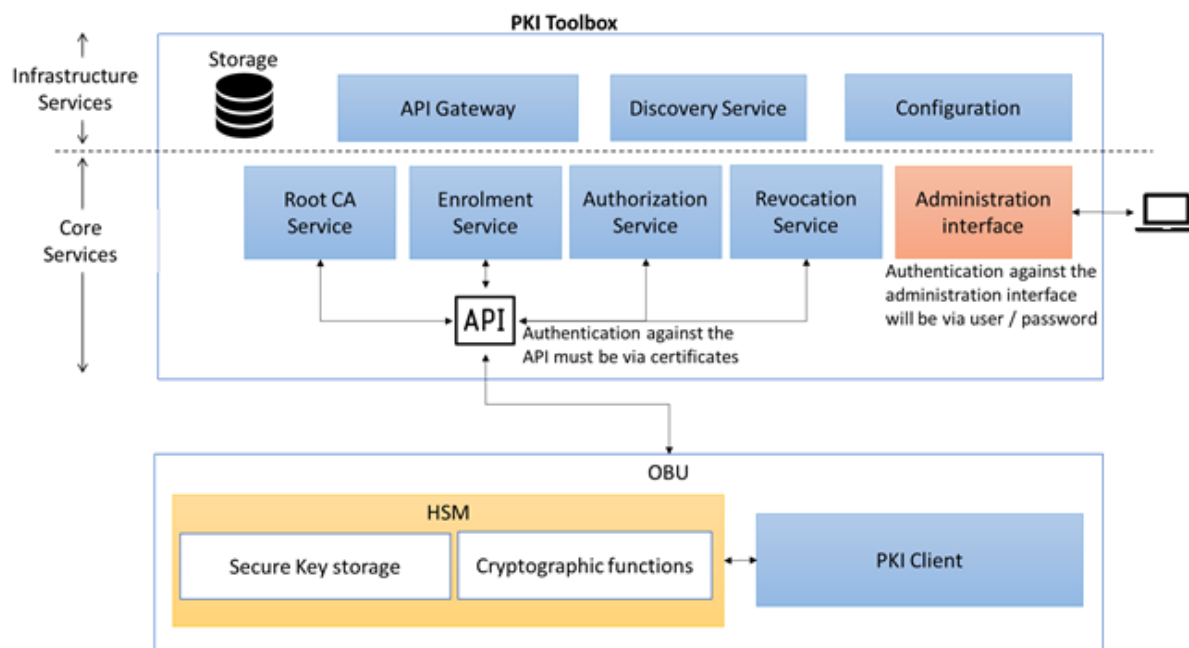 PKI Toolbox
Infrastructure
Services
Storage
API Gateway
Discovery Service
Configuration
Core
Services
Root CA
Service
Enrolment
Service
Authorization
Service
Revocation
Service
Administration
interface
API
Authentication against the
API must be via certificates
Authentication against the
administration interface
will be via user / password
OBU
HSM
Secure Key storage
Cryptographic functions
PKI Client